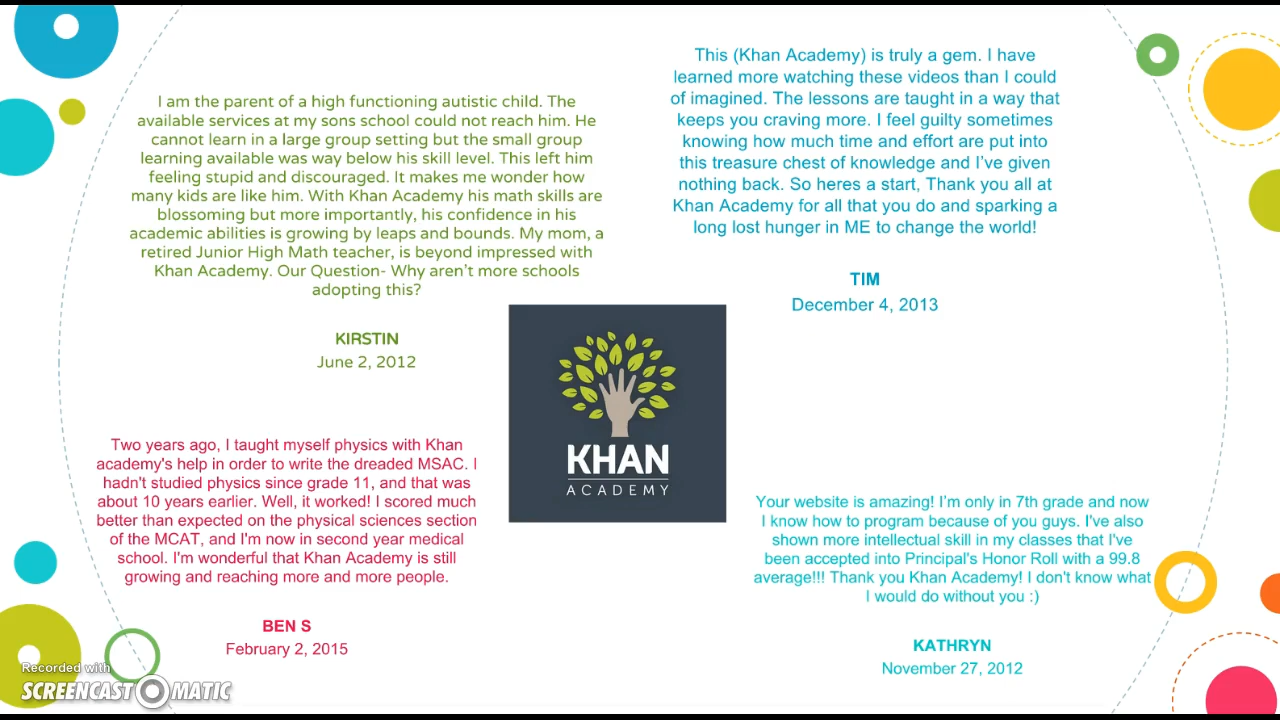 I am the parent of a high functioning autistic child. The
available services at my sons school could not reach him. He
cannot learn in a large group setting but the small group
learning available was way below his skill level. This left him
feeling stupid and discouraged. It makes me wonder how
many kids are like him. With Khan Academy his math skills are
blossoming but more importantly, his confidence in his
academic abilities is growing by leaps and bounds. My mom, a
retired Junior High Math teacher, is beyond impressed with
Khan Academy. Our Question- Why aren't more schools
adopting this?
KIRSTIN
June 2, 2012
This (Khan Academy) is truly a gem. I have
learned more watching these videos than I could
of imagined. The lessons are taught in a way that
keeps you craving more. I feel guilty sometimes
knowing how much time and effort are put into
this treasure chest of knowledge and I've given
nothing back. So heres a start, Thank you all at
Khan Academy for all that you do and sparking a
long lost hunger in ME to change the world!
TIM
December 4, 2013
KHAN
ACADEMY
Two years ago, I taught myself physics with Khan
academy's help in order to write the dreaded MSAC. I
hadn't studied physics since grade 11, and that was
about 10 years earlier. Well, it worked! I scored much
better than expected on the physical sciences section
of the MCAT, and I'm now in second year medical
school. I'm wonderful that Khan Academy is still
growing and reaching more and more people.
BEN S
February 2, 2015
Your website is amazing! I'm only in 7th grade and now
I know how to program because of you guys. I've also
shown more intellectual skill in my classes that I've
been accepted into Principal's Honor Roll with a 99.8
average!!! Thank you Khan Academy! I don't know what
I would do without you :)
KATHRYN
November 27, 2012
Recorded with
SCREENCAST-O-MATIC